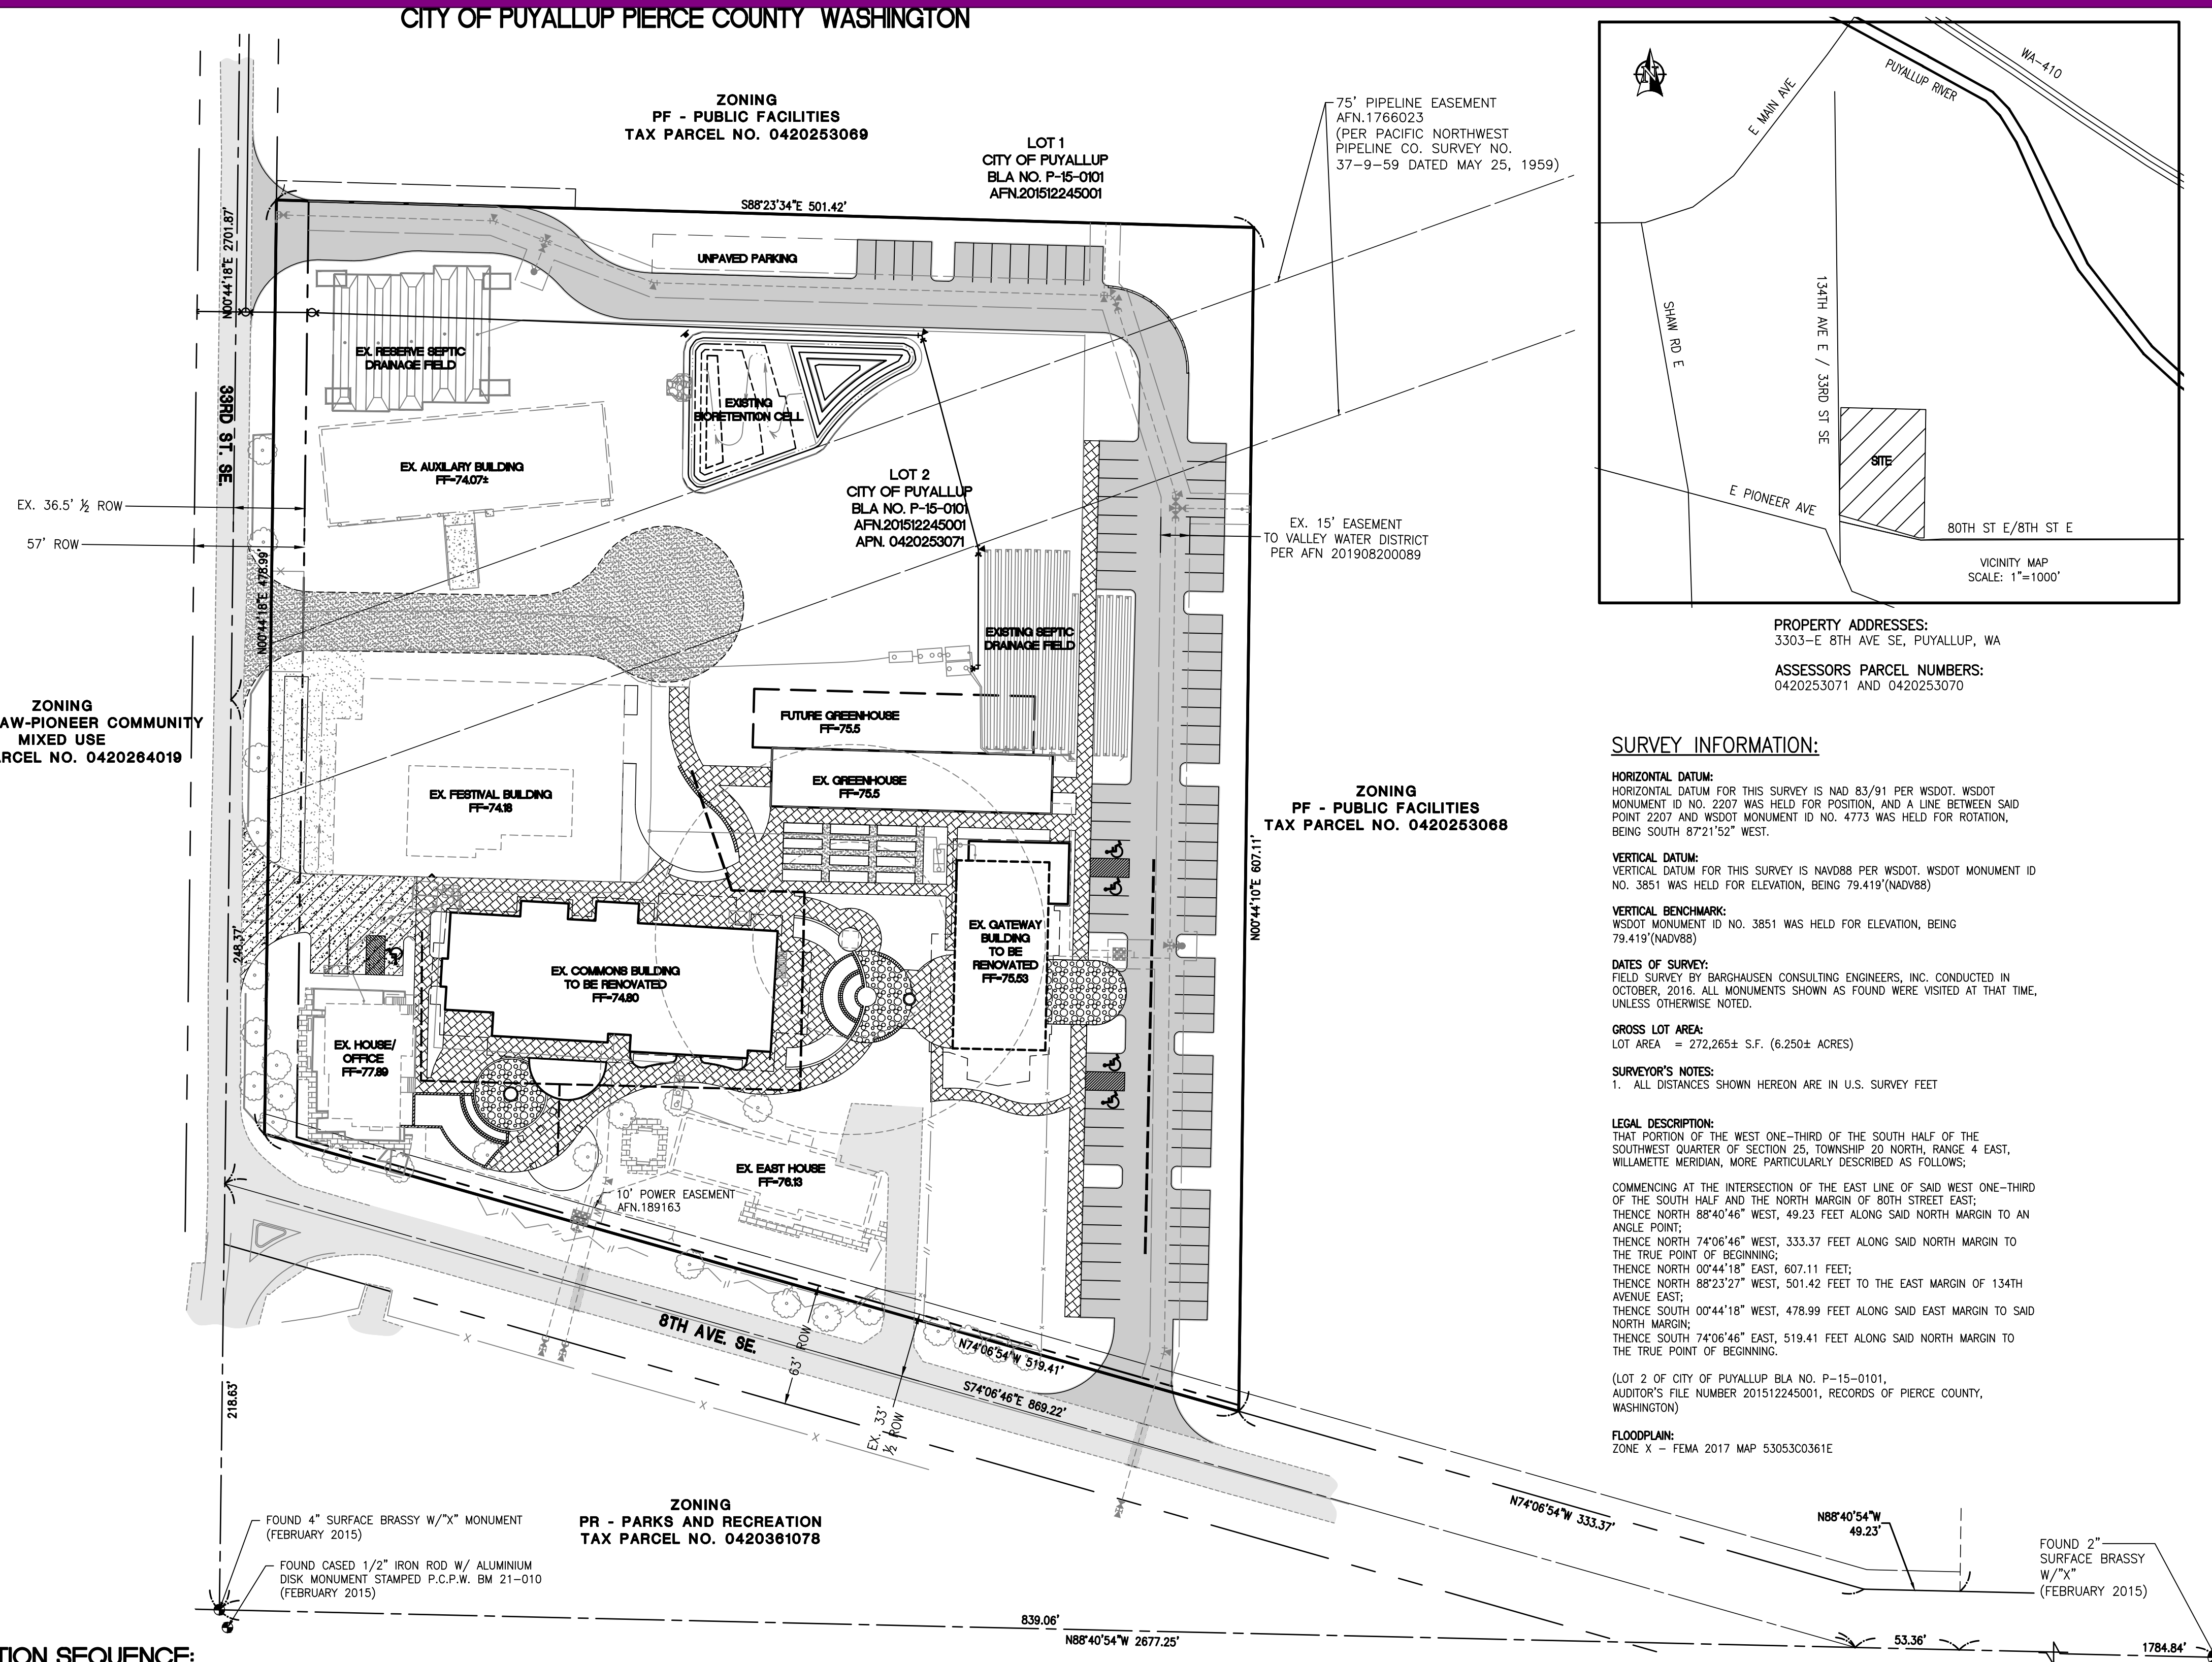 CITY OF PUYALLUP PIERCE COUNTY WASHINGTON
ZONING
PF - PUBLIC FACILITIES
TAX PARCEL NO. 0420253069
LOT 1
CITY OF PUYALLUP
BLA NO. P-15-0101
AFN.201512245001
75' PIPELINE EASEMENT
AFN.1766023
(PER PACIFIC NORTHWEST
PIPELINE CO. SURVEY NO.
37-9-59 DATED MAY 25, 1959)
S88°23'34"E 501.42'
N00°44'18"E 2701.87'
UNPAVED PARKING
EX. RESERVE SEPTIC
DRAINAGE FIELD
33RD ST. SE.
EXISTING
BIORETENTION CELL
EX. AUXILARY BUILDING
FF=74.07±
LOT 2
CITY OF PUYALLUP
BLA NO. P-15-0101
AFN.201512245001
APN. 0420253071
EX. 36.5' ½ ROW
57' ROW
N00°44'18"E 478.99'
EX. 15' EASEMENT
TO VALLEY WATER DISTRICT
PER AFN 201908200089
EXISTING SEPTIC
DRAINAGE FIELD
ZONING
AW-PIONEER COMMUNITY
MIXED USE
RCEL NO. 0420264019
FUTURE GREENHOUSE
FF=75.5
EX. GREENHOUSE
FF=75.5
EX. FESTIVAL BUILDING
FF=74.18
ZONING
PF - PUBLIC FACILITIES
TAX PARCEL NO. 0420253068
N00°44'10"E 607.11'
248.37'
EX. GATEWAY
BUILDING
TO BE
RENOVATED
FF=75.53
EX. COMMONS BUILDING
TO BE RENOVATED
FF=74.80
EX. HOUSE/
OFFICE
FF=77.89
EX. EAST HOUSE
FF=76.13
10' POWER EASEMENT
AFN.189163
8TH AVE. SE.
63' ROW
EX. 33'
½ ROW
N74°06'54"W 519.41'
S74°06'46"E 869.22'
218.63'
ZONING
PR - PARKS AND RECREATION
TAX PARCEL NO. 0420361078
FOUND 4" SURFACE BRASSY W/"X" MONUMENT
(FEBRUARY 2015)
FOUND CASED 1/2" IRON ROD W/ ALUMINIUM
DISK MONUMENT STAMPED P.C.P.W. BM 21-010
(FEBRUARY 2015)
839.06'
N88°40'54"W 2677.25'
N74°06'54"W 333.37'
N88°40'54"W
49.23'
FOUND 2"
SURFACE BRASSY
W/"X"
(FEBRUARY 2015)
53.36'
1784.84'
TION SEQUENCE:
N
WA-410
PUYALLUP RIVER
E MAIN AVE
134TH AVE E / 33RD ST SE
SHAW RD E
SITE
E PIONEER AVE
80TH ST E/8TH ST E
VICINITY MAP
SCALE: 1"=1000'
PROPERTY ADDRESSES:
3303-E 8TH AVE SE, PUYALLUP, WA
ASSESSORS PARCEL NUMBERS:
0420253071 AND 0420253070
SURVEY INFORMATION:
HORIZONTAL DATUM:
HORIZONTAL DATUM FOR THIS SURVEY IS NAD 83/91 PER WSDOT. WSDOT
MONUMENT ID NO. 2207 WAS HELD FOR POSITION, AND A LINE BETWEEN SAID
POINT 2207 AND WSDOT MONUMENT ID NO. 4773 WAS HELD FOR ROTATION,
BEING SOUTH 87°21'52" WEST.
VERTICAL DATUM:
VERTICAL DATUM FOR THIS SURVEY IS NAVD88 PER WSDOT. WSDOT MONUMENT ID
NO. 3851 WAS HELD FOR ELEVATION, BEING 79.419'(NADV88)
VERTICAL BENCHMARK:
WSDOT MONUMENT ID NO. 3851 WAS HELD FOR ELEVATION, BEING
79.419'(NADV88)
DATES OF SURVEY:
FIELD SURVEY BY BARGHAUSEN CONSULTING ENGINEERS, INC. CONDUCTED IN
OCTOBER, 2016. ALL MONUMENTS SHOWN AS FOUND WERE VISITED AT THAT TIME,
UNLESS OTHERWISE NOTED.
GROSS LOT AREA:
LOT AREA = 272,265± S.F. (6.250± ACRES)
SURVEYOR'S NOTES:
1. ALL DISTANCES SHOWN HEREON ARE IN U.S. SURVEY FEET
LEGAL DESCRIPTION:
THAT PORTION OF THE WEST ONE-THIRD OF THE SOUTH HALF OF THE
SOUTHWEST QUARTER OF SECTION 25, TOWNSHIP 20 NORTH, RANGE 4 EAST,
WILLAMETTE MERIDIAN, MORE PARTICULARLY DESCRIBED AS FOLLOWS;
COMMENCING AT THE INTERSECTION OF THE EAST LINE OF SAID WEST ONE-THIRD
OF THE SOUTH HALF AND THE NORTH MARGIN OF 80TH STREET EAST;
THENCE NORTH 88°40'46" WEST, 49.23 FEET ALONG SAID NORTH MARGIN TO AN
ANGLE POINT;
THENCE NORTH 74°06'46" WEST, 333.37 FEET ALONG SAID NORTH MARGIN TO
THE TRUE POINT OF BEGINNING;
THENCE NORTH 00°44'18" EAST, 607.11 FEET;
THENCE NORTH 88°23'27" WEST, 501.42 FEET TO THE EAST MARGIN OF 134TH
AVENUE EAST;
THENCE SOUTH 00°44'18" WEST, 478.99 FEET ALONG SAID EAST MARGIN TO SAID
NORTH MARGIN;
THENCE SOUTH 74°06'46" EAST, 519.41 FEET ALONG SAID NORTH MARGIN TO
THE TRUE POINT OF BEGINNING.
(LOT 2 OF CITY OF PUYALLUP BLA NO. P-15-0101,
AUDITOR'S FILE NUMBER 201512245001, RECORDS OF PIERCE COUNTY,
WASHINGTON)
FLOODPLAIN:
ZONE X - FEMA 2017 MAP 53053C0361E